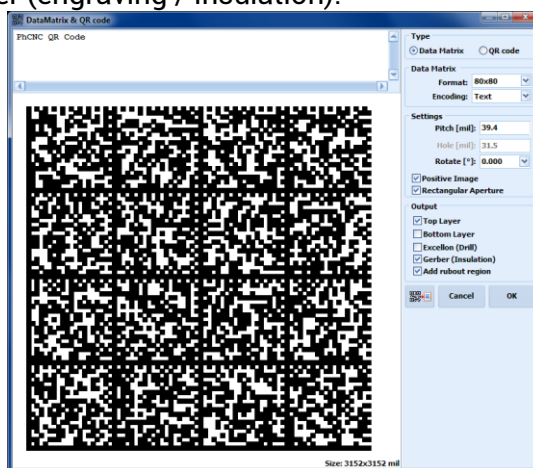 er (engraving / insulation).
DataMatrix & QR code
PhCNC QR Code
Type
Data Matrix QR code
Data Matrix
Format: 80x80
Encoding: Text
Settings
Pitch [mil]: 39.4
Hole [mil]: 31.5
Rotate [°]: 0.000
Positive Image
Rectangular Aperture
Output
Top Layer
Bottom Layer
Excellon (Drill)
Gerber (Insulation)
Add rubout region
Cancel OK
Size: 3152x3152 mil